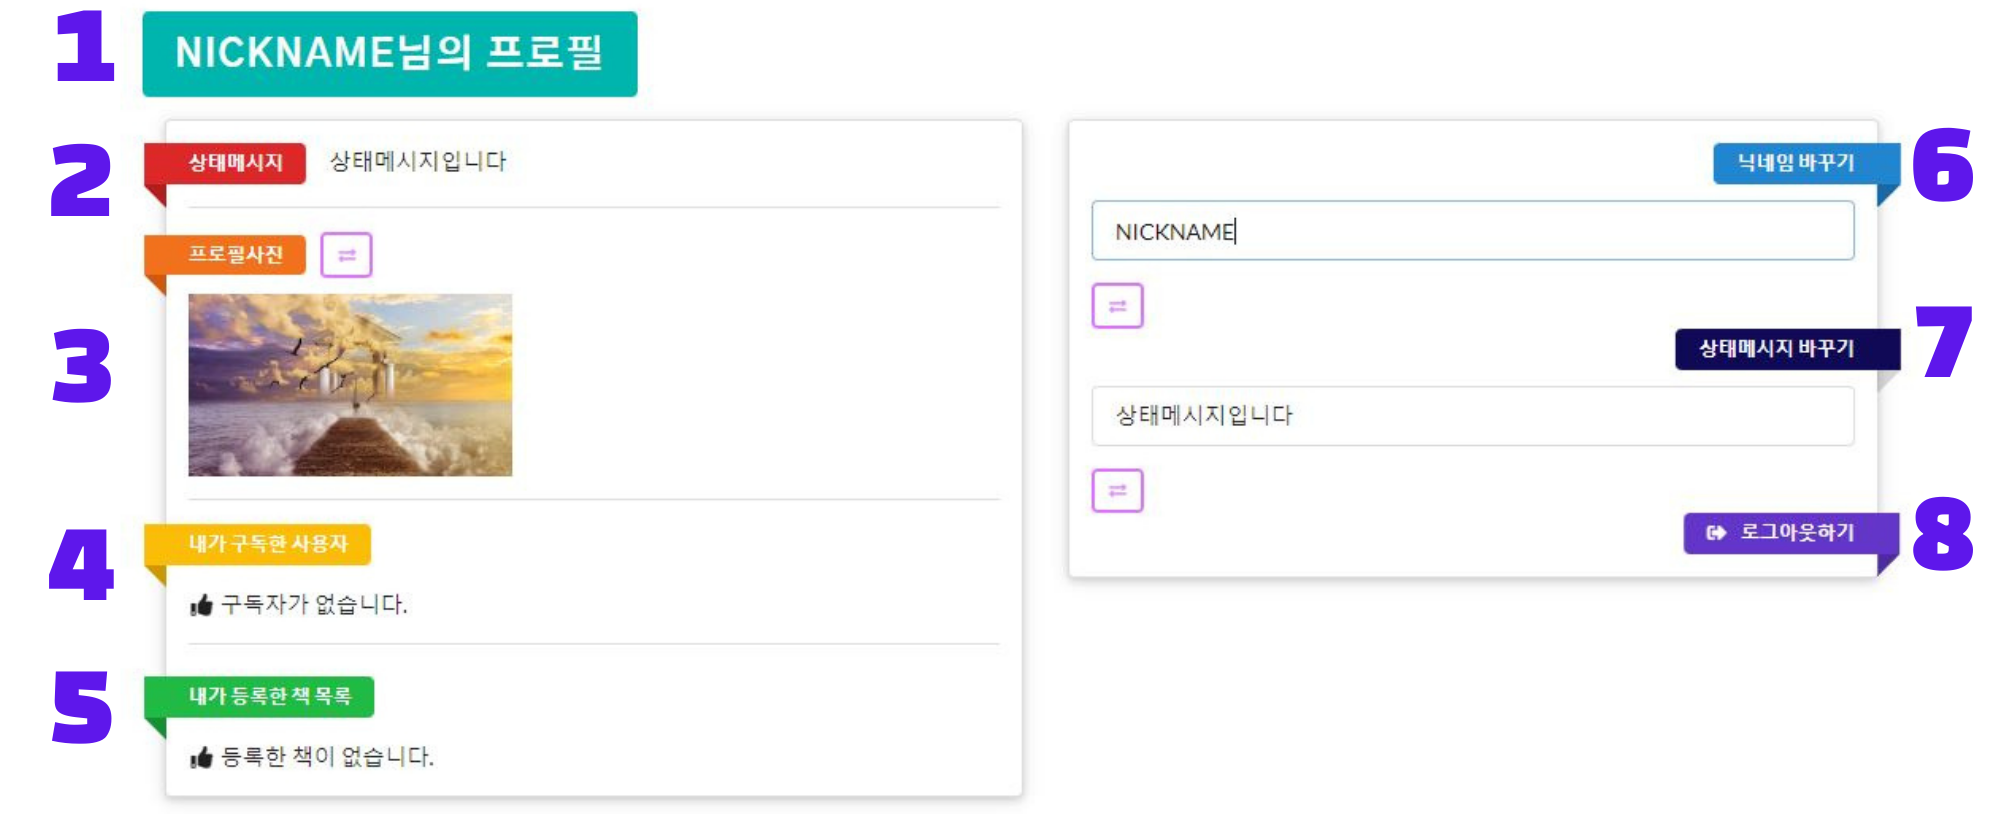 1
NICKNAME님의 프로필
2
상태메시지
상태메시지입니다
3
프로필사진
4
내가 구독한 사용자
구독자가 없습니다.
5
내가 등록한 책 목록
등록한 책이 없습니다.
6
닉네임 바꾸기
NICKNAME
7
상태메시지 바꾸기
상태메시지입니다
8
로그아웃하기